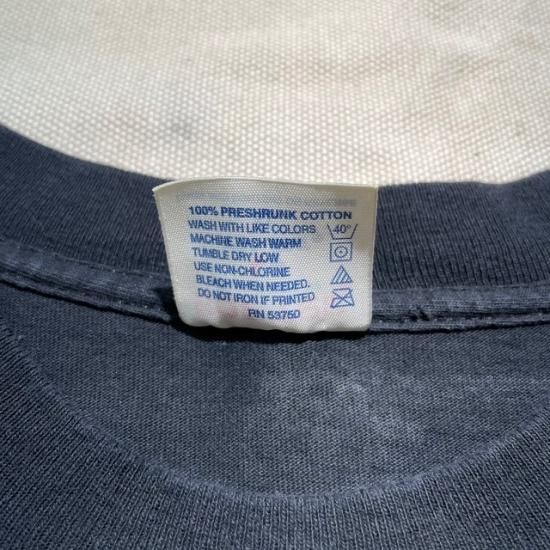 100% PRESHRUNK COTTON
WASH WITH LIKE COLORS 40°
MACHINE WASH WARM
TUMBLE DRY LOW
USE NON-CHLORINE
BLEACH WHEN NEEDED.
DO NOT IRON IF PRINTED
RN 53750